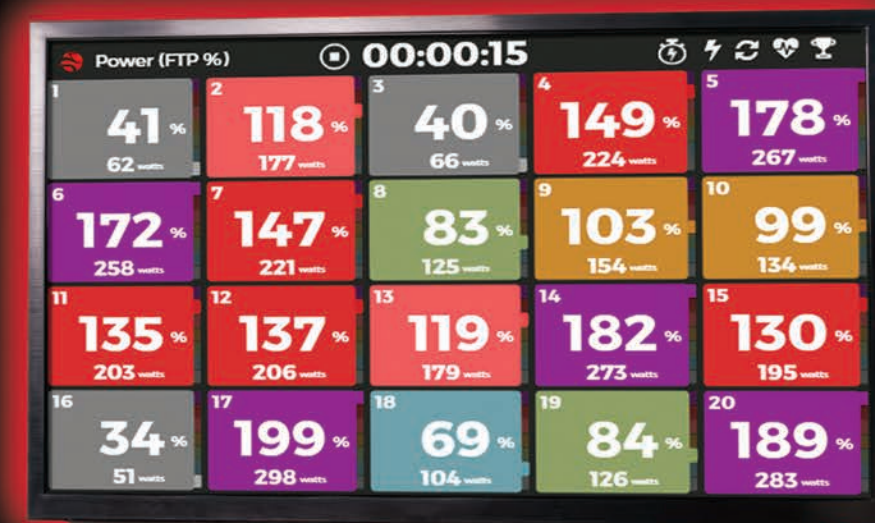 Power (FTP %) 00:00:15
1 2 3 4 5
41 % 118 % 40 % 149 % 178 %
62 watts 177 watts 66 watts 224 watts 267 watts
6 7 8 9 10
172 % 147 % 83 % 103 % 99 %
258 watts 221 watts 125 watts 154 watts 134 watts
11 12 13 14 15
135 % 137 % 119 % 182 % 130 %
203 watts 206 watts 179 watts 273 watts 195 watts
16 17 18 19 20
34 % 199 % 69 % 84 % 189 %
51 watts 298 watts 104 watts 126 watts 283 watts